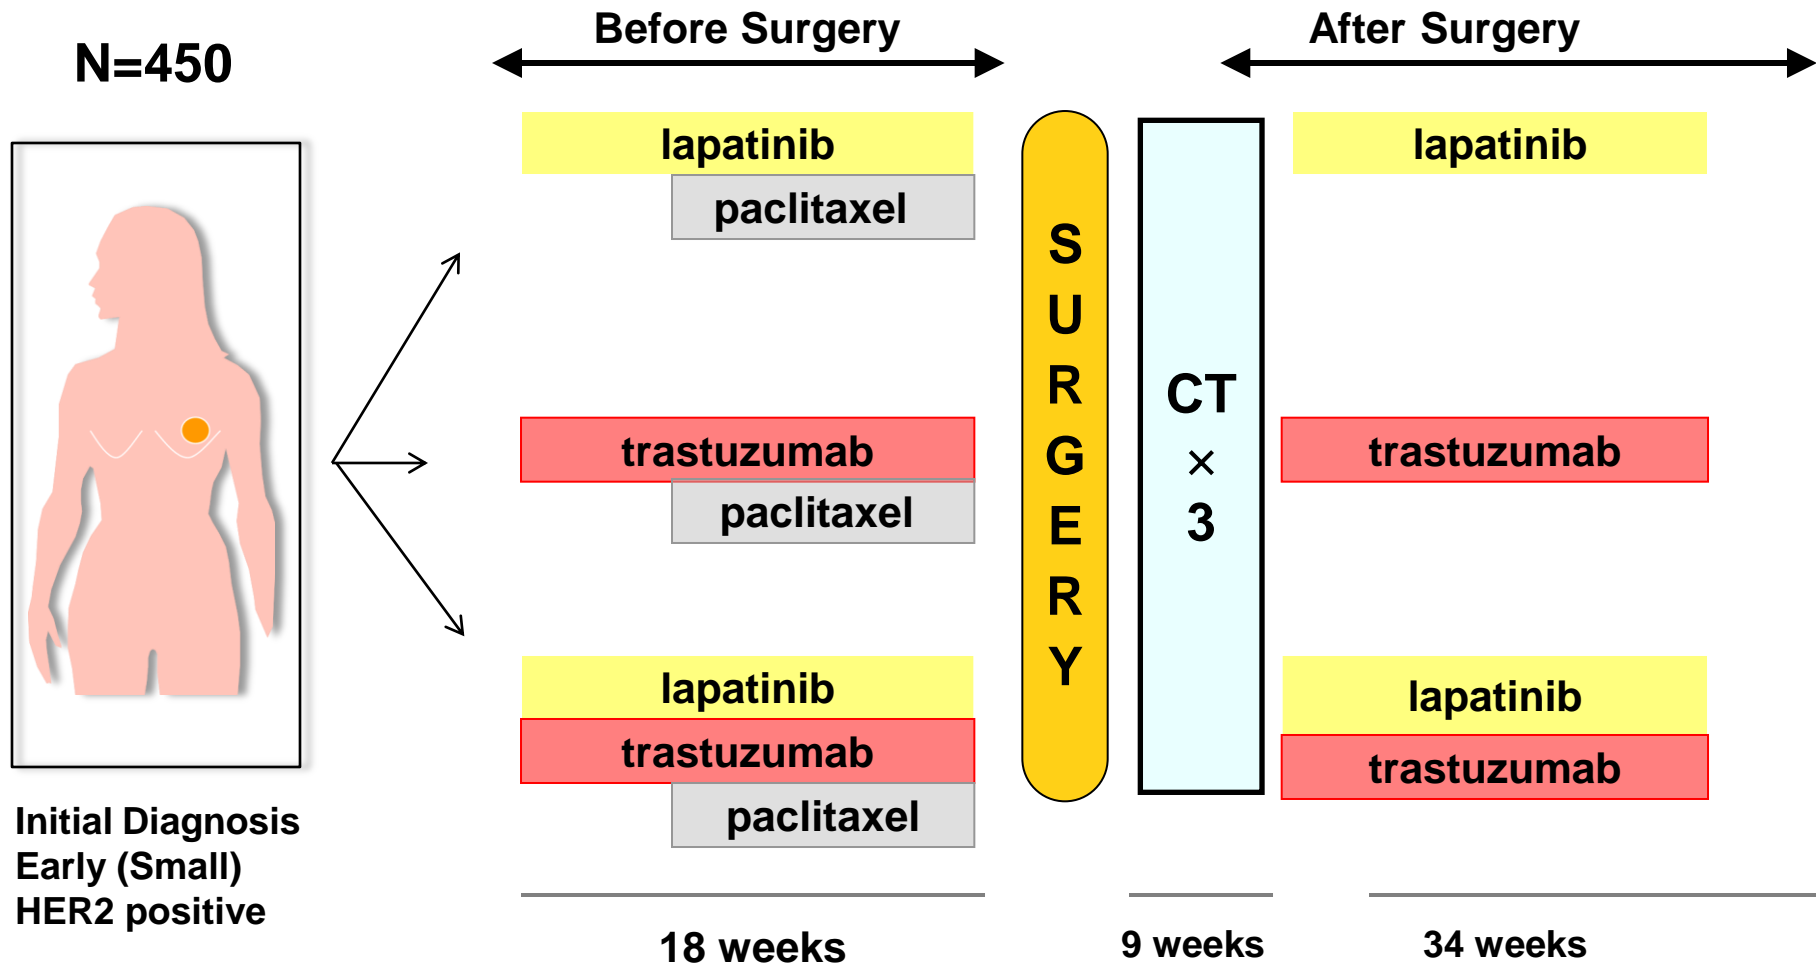 N=450
Before Surgery
After Surgery
lapatinib
paclitaxel
trastuzumab
paclitaxel
lapatinib
trastuzumab
paclitaxel
S
U
R
G
E
R
Y
CT
×
3
lapatinib
trastuzumab
lapatinib
trastuzumab
Initial Diagnosis
Early (Small)
HER2 positive
18 weeks
9 weeks
34 weeks